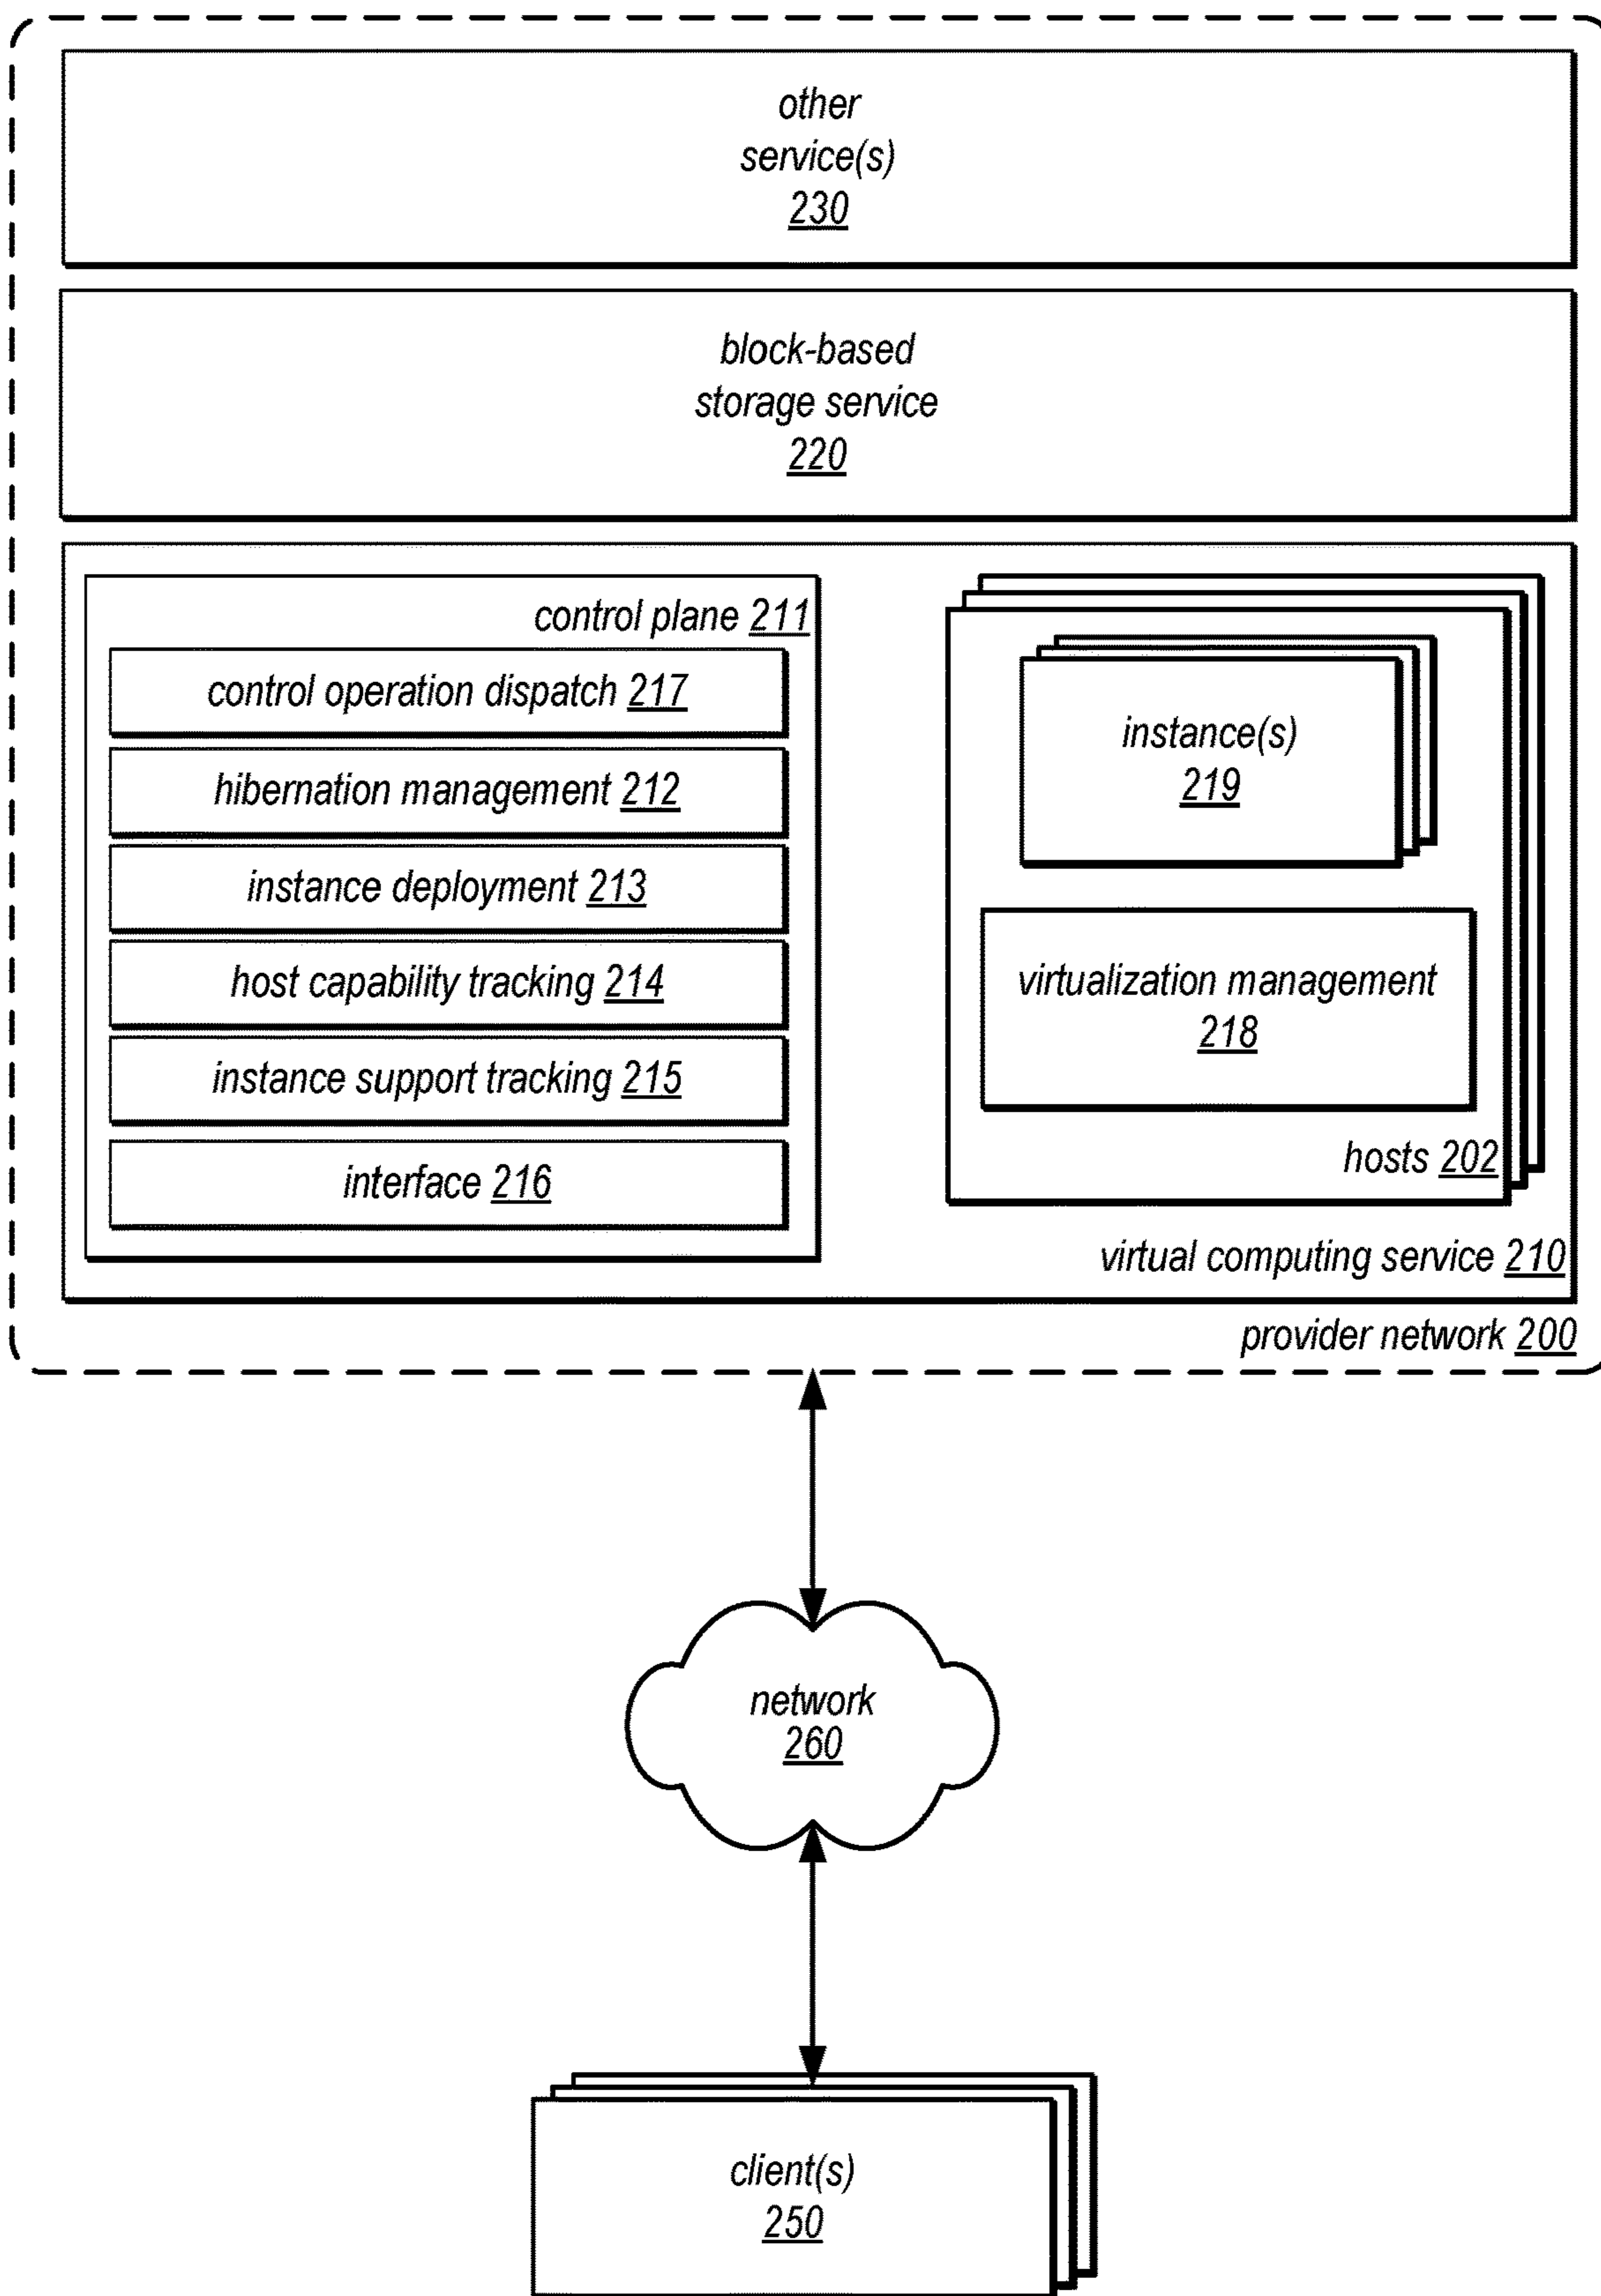 other
service(s)
230
block-based
storage service
220
control plane 211
control operation dispatch 217
hibernation management 212
instance deployment 213
host capability tracking 214
instance support tracking 215
interface 216
instance(s)
219
virtualization management
218
hosts 202
virtual computing service 210
provider network 200
network
260
client(s)
250